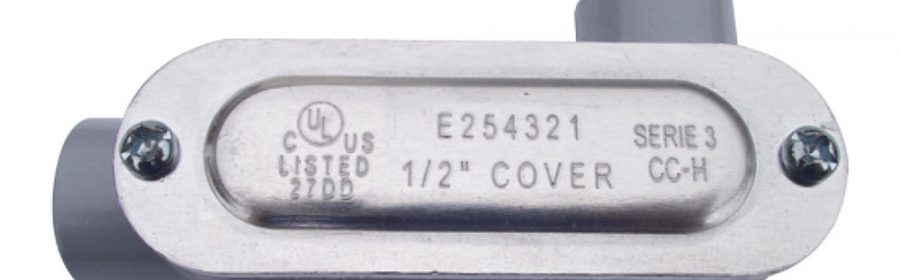 UL
C US
LISTED
27DD
E254321
1/2" COVER
SERIE 3
CC-H